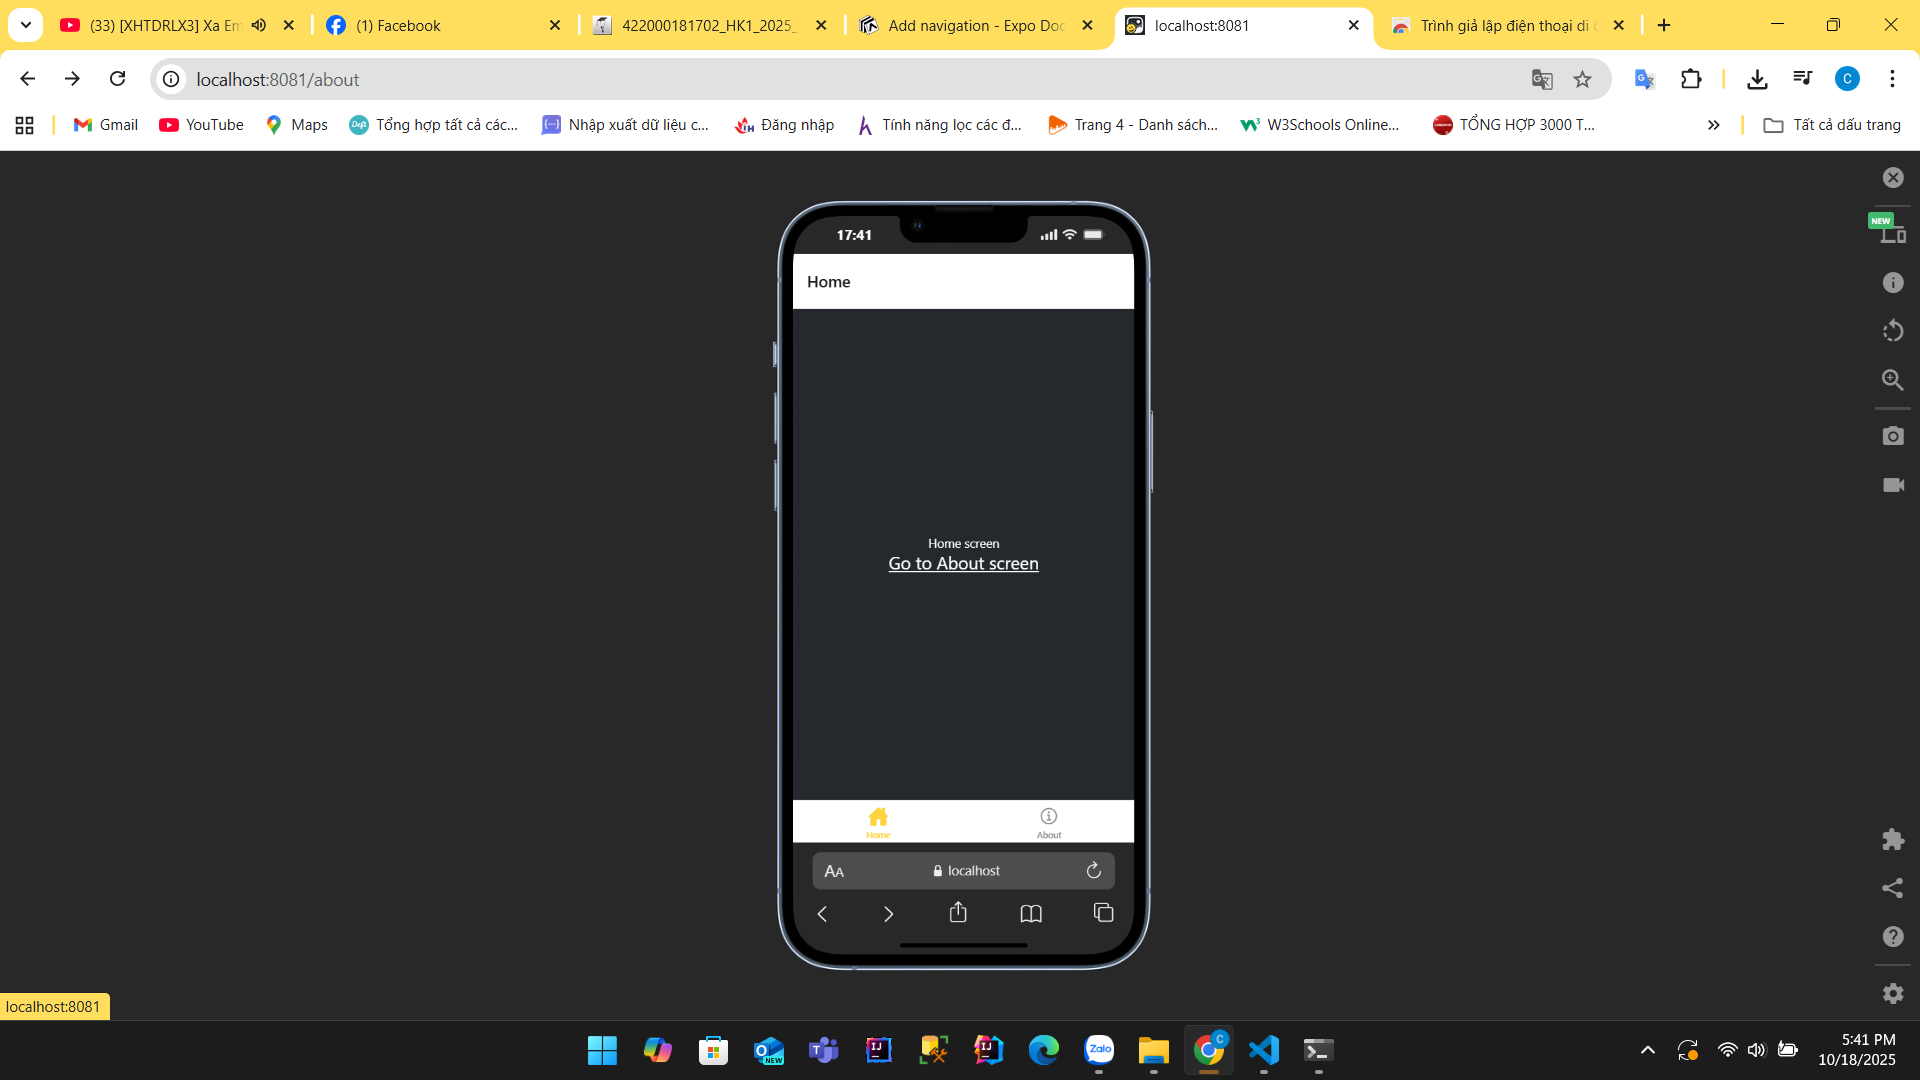 (33) [XHTDRLX3] Xa Em
(1) Facebook
422000181702_HK1_2025_
Add navigation - Expo Doc
localhost:8081
Trình giả lập điện thoại di c
localhost:8081/about
C
Gmail
YouTube
Maps
Deft
Tổng hợp tất cả các...
Nhập xuất dữ liệu c...
Đăng nhập
Tính năng lọc các đ...
Trang 4 - Danh sách...
W3Schools Online...
TỔNG HỢP 3000 T...
Tất cả dấu trang
NEW
17:41
Home
Home screen
Go to About screen
Home
About
AA
localhost
localhost:8081
NEW
Zalo
C
5:41 PM
10/18/2025